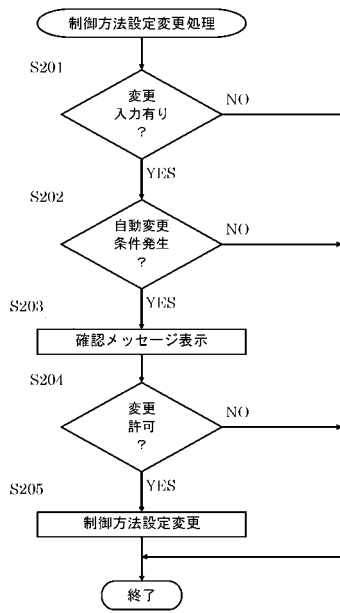 制御方法設定変更処理
S201
変更
入力有り
?
NO
YES
S202
自動変更
条件発生
?
NO
YES
S203
確認メッセージ表示
S204
変更
許可
?
NO
YES
S205
制御方法設定変更
終了